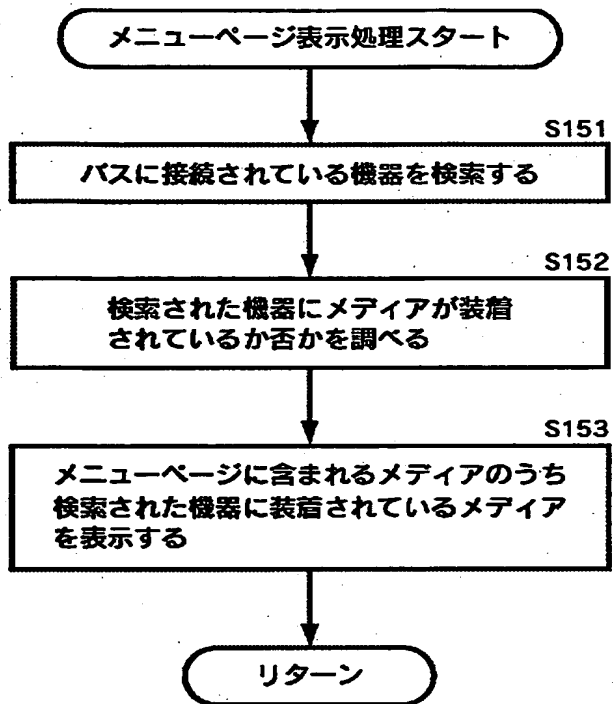 メニューページ表示処理スタート
S151
バスに接続されている機器を検索する
S152
検索された機器にメディアが装着
されているか否かを調べる
S153
メニューページに含まれるメディアのうち
検索された機器に装着されているメディア
を表示する
リターン